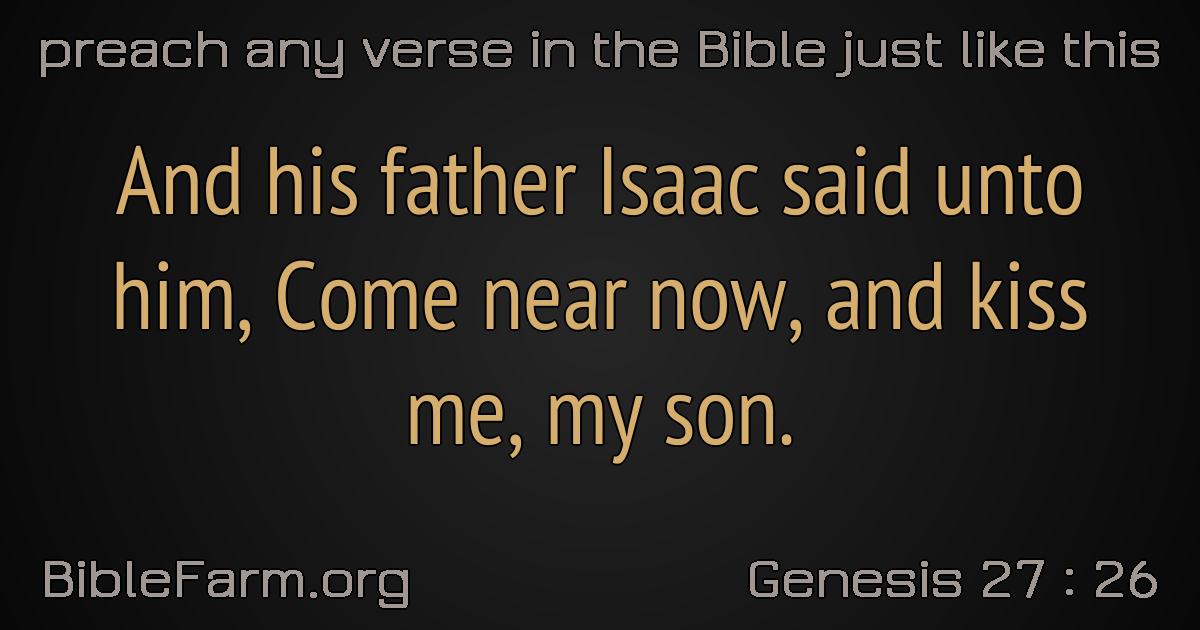 preach any verse in the Bible just like this
And his father Isaac said unto
him, Come near now, and kiss
me, my son.
BibleFarm.org
Genesis 27 : 26